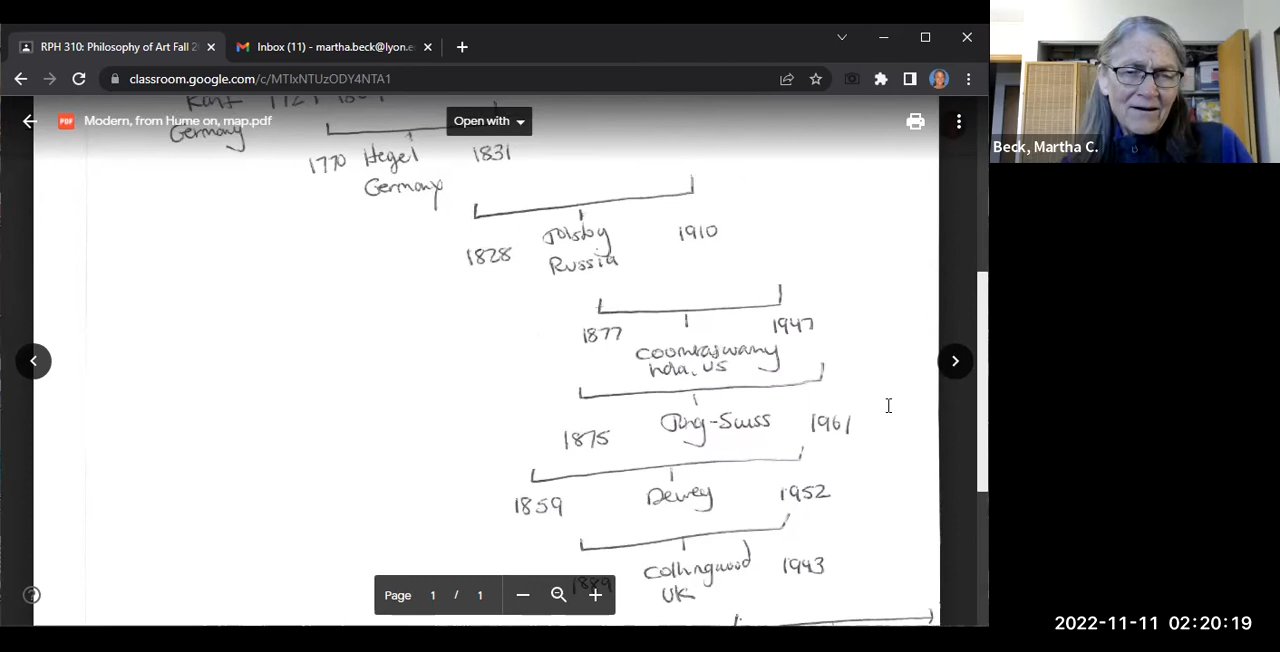 RPH 310: Philosophy of Art Fall 2
Inbox (11) - martha.beck@lyon.e
classroom.google.com/c/MTIxNTUzODY4NTA1
Modern, from Hume on, map.pdf
Open with
Beck, Martha C.
Kant
Germany
1770 Hegel 1831
Germany
1828 Tolstoy 1910
Russia
1877 1947
Coomraswamy
India, US
1875 Jung-Swiss 1961
1859 Dewey 1952
1889 Collingwood 1943
UK
Page 1 / 1
2022-11-11 02:20:19